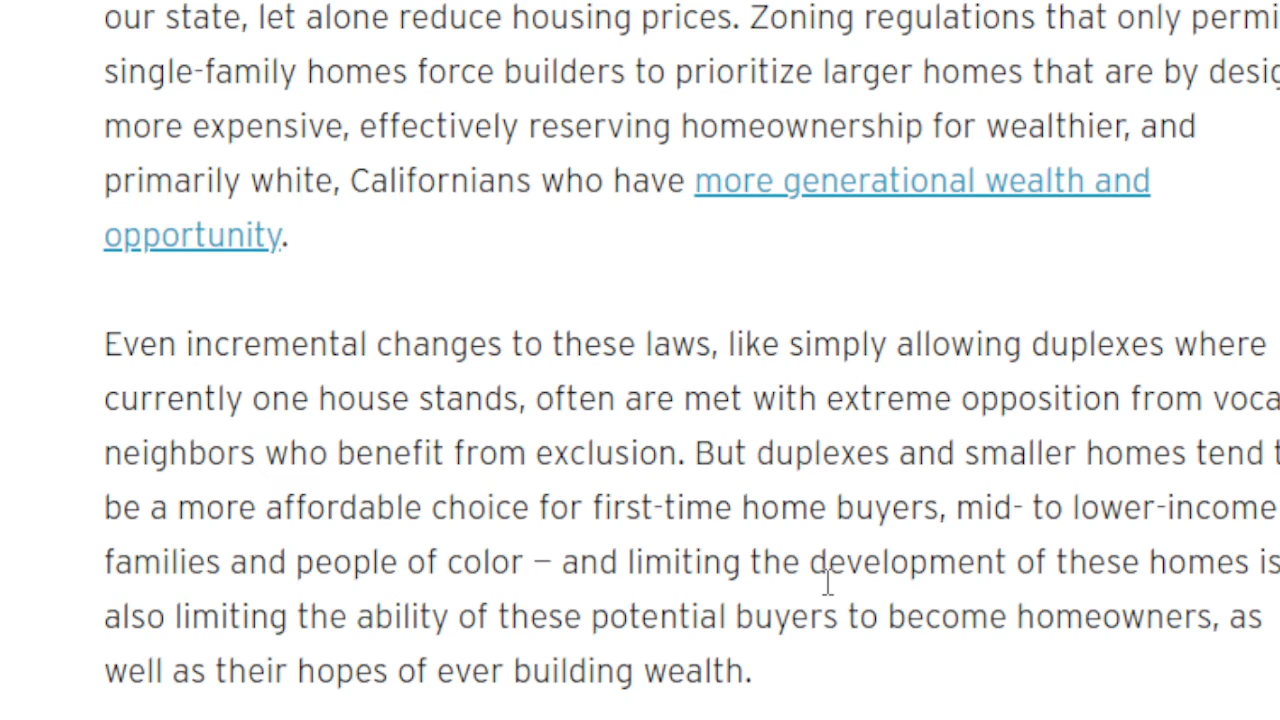 our state, let alone reduce housing prices. Zoning regulations that only permi
single-family homes force builders to prioritize larger homes that are by desig
more expensive, effectively reserving homeownership for wealthier, and
primarily white, Californians who have more generational wealth and
opportunity.
Even incremental changes to these laws, like simply allowing duplexes where
currently one house stands, often are met with extreme opposition from voca
neighbors who benefit from exclusion. But duplexes and smaller homes tend t
be a more affordable choice for first-time home buyers, mid- to lower-income
families and people of color – and limiting the development of these homes is
also limiting the ability of these potential buyers to become homeowners, as
well as their hopes of ever building wealth.